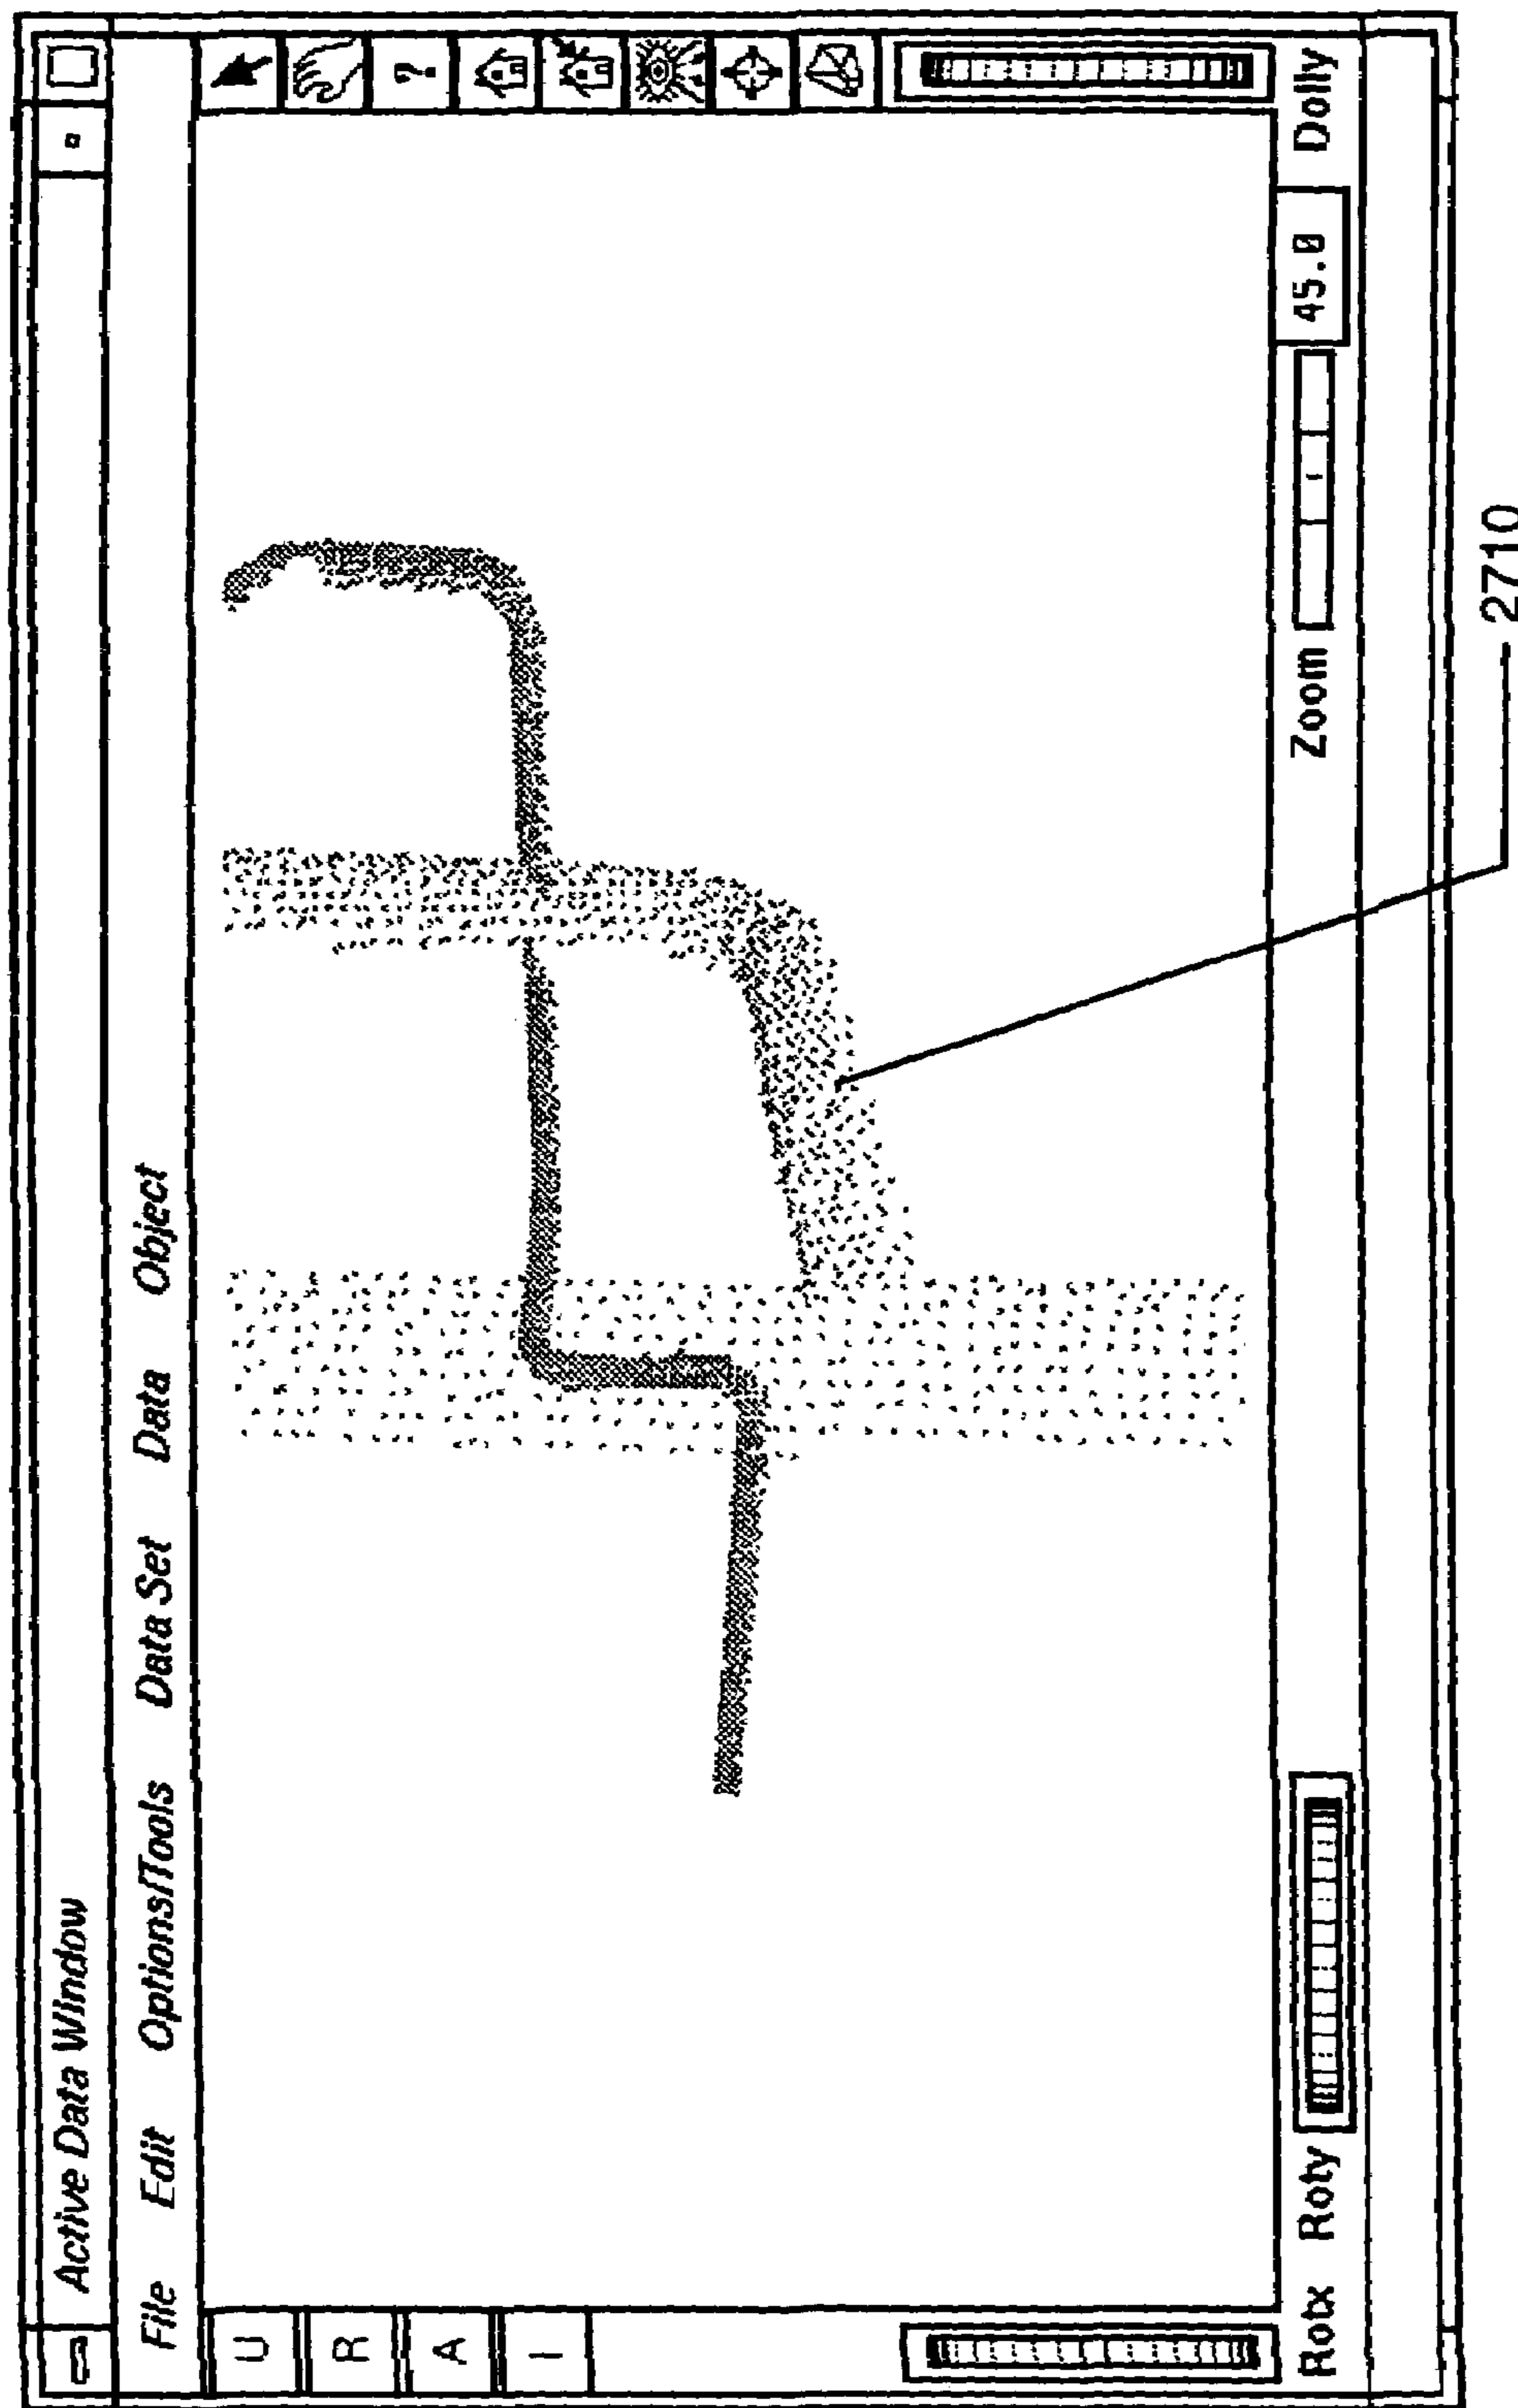 Active Data Window
File Edit Options/Tools Data Set Data Object
U
R
A
I
?
Rotx Roty Zoom 45.0 Dolly
2710